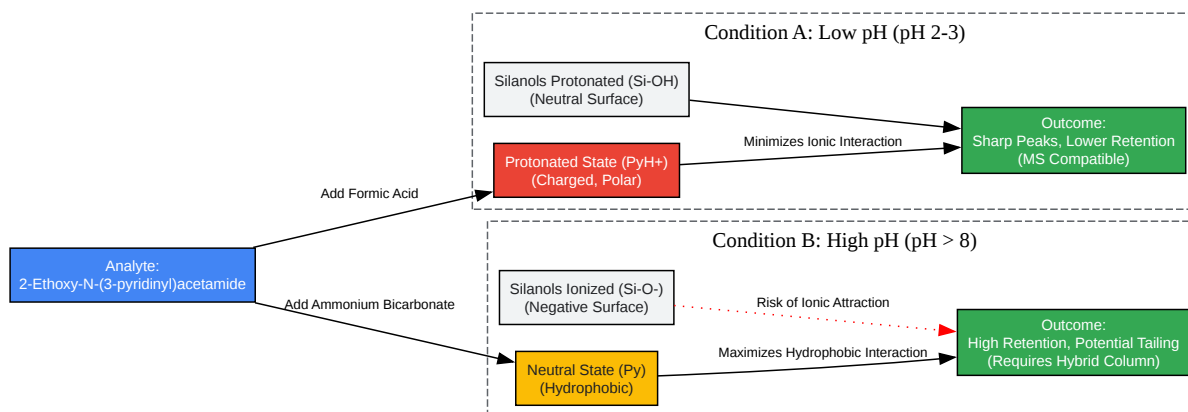 Condition A: Low pH (pH 2-3)
Silanols Protonated (Si-OH)
(Neutral Surface)
Protonated State (PyH+)
(Charged, Polar)
Minimizes Ionic Interaction
Outcome:
Sharp Peaks, Lower Retention
(MS Compatible)
Add Formic Acid
Analyte:
2-Ethoxy-N-(3-pyridinyl)acetamide
Add Ammonium Bicarbonate
Condition B: High pH (pH > 8)
Silanols Ionized (Si-O-)
(Negative Surface)
Risk of Ionic Attraction
Neutral State (Py)
(Hydrophobic)
Maximizes Hydrophobic Interaction
Outcome:
High Retention, Potential Tailing
(Requires Hybrid Column)